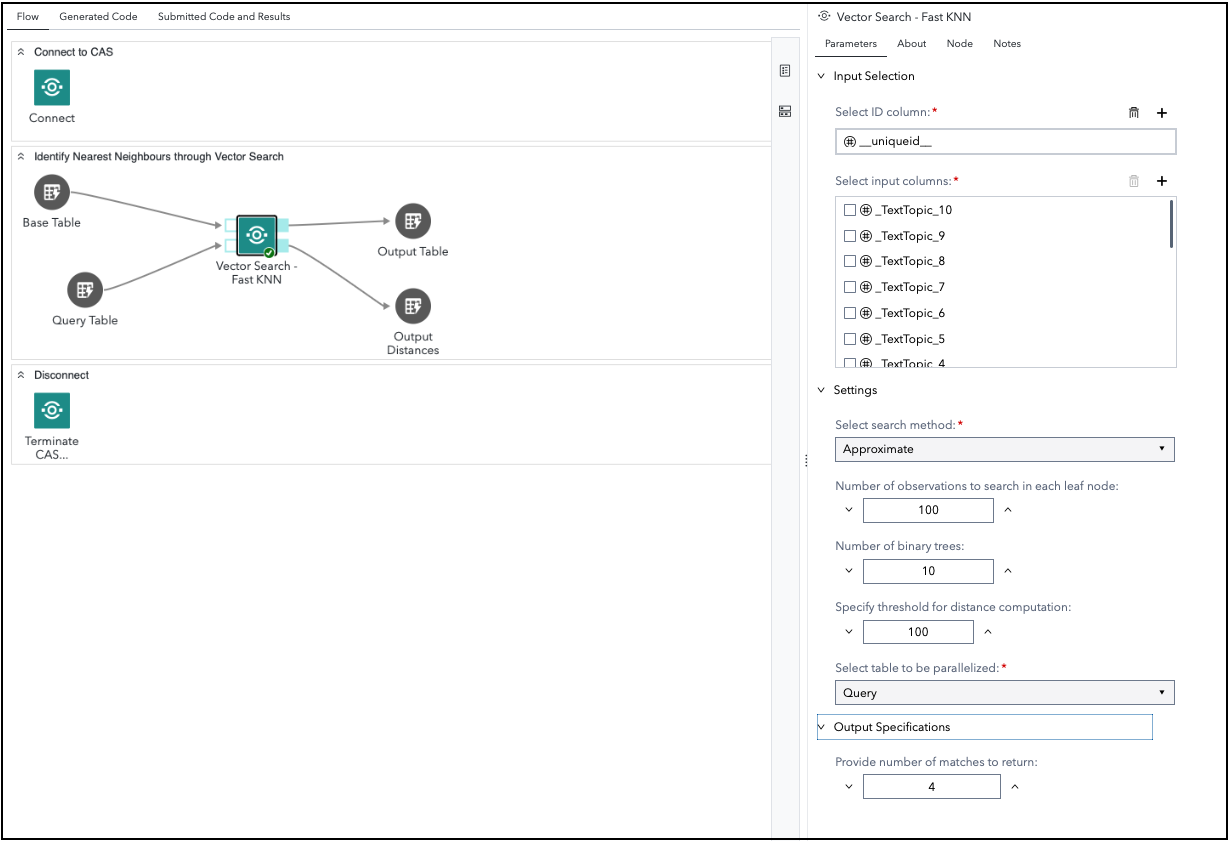 Flow Generated Code Submitted Code and Results
Connect to CAS
Connect
Identify Nearest Neighbours through Vector Search
Base Table
Query Table
Vector Search -
Fast KNN
Output Table
Output
Distances
Disconnect
Terminate
CAS...
Vector Search - Fast KNN
Parameters About Node Notes
Input Selection
Select ID column:*
__uniqueid__
Select input columns:*
_TextTopic_10
_TextTopic_9
_TextTopic_8
_TextTopic_7
_TextTopic_6
_TextTopic_5
_TextTopic_4
Settings
Select search method:*
Approximate
Number of observations to search in each leaf node:
100
Number of binary trees:
10
Specify threshold for distance computation:
100
Select table to be parallelized:*
Query
Output Specifications
Provide number of matches to return:
4